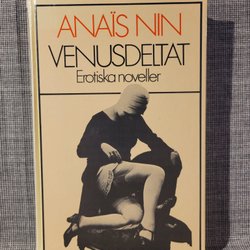 ANAÏS NIN
VENUSDELTAT
Erotiska noveller